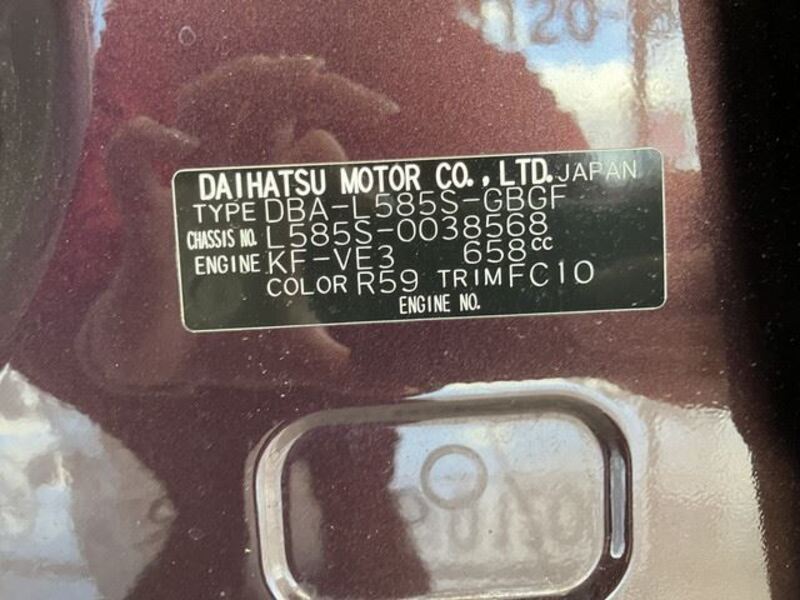 120
DAIHATSU MOTOR CO., LTD. JAPAN
TYPE DBA-L585S-GBGF
CHASSIS NO. L585S-0038568
ENGINE KF-VE3 658cc
COLOR R59 TRIM FC10
ENGINE NO.